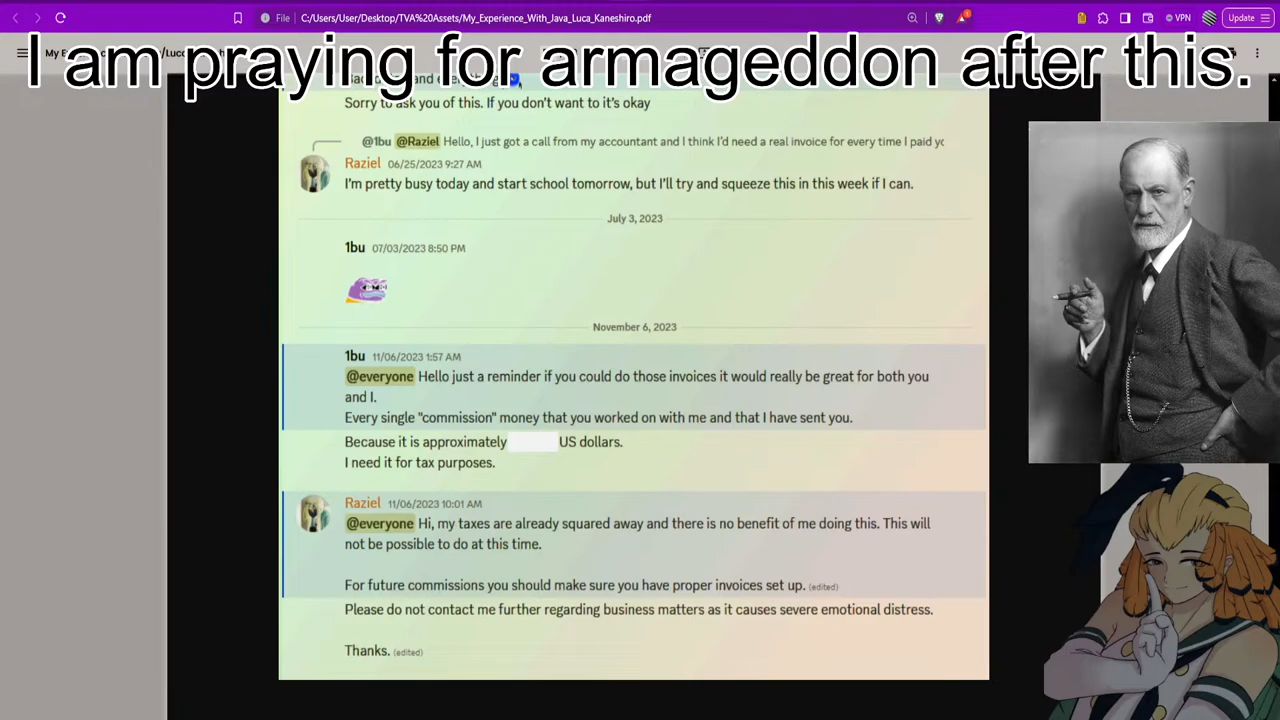 File
C:/Users/User/Desktop/TVA%20Assets/My_Experience_With_Java_Luca_Kaneshiro.pdf
VPN
Update
I am praying for armageddon after this.
Sorry to ask you of this. If you don't want to it's okay
@1bu @Raziel Hello, I just got a call from my accountant and I think I'd need a real invoice for every time I paid yo
Raziel 06/25/2023 9:27 AM
I'm pretty busy today and start school tomorrow, but I'll try and squeeze this in this week if I can.
July 3, 2023
1bu 07/03/2023 8:50 PM
November 6, 2023
1bu 11/06/2023 1:57 AM
@everyone Hello just a reminder if you could do those invoices it would really be great for both you
and I.
Every single "commission" money that you worked on with me and that I have sent you.
Because it is approximately US dollars.
I need it for tax purposes.
Raziel 11/06/2023 10:01 AM
@everyone Hi, my taxes are already squared away and there is no benefit of me doing this. This will
not be possible to do at this time.
For future commissions you should make sure you have proper invoices set up. (edited)
Please do not contact me further regarding business matters as it causes severe emotional distress.
Thanks. (edited)